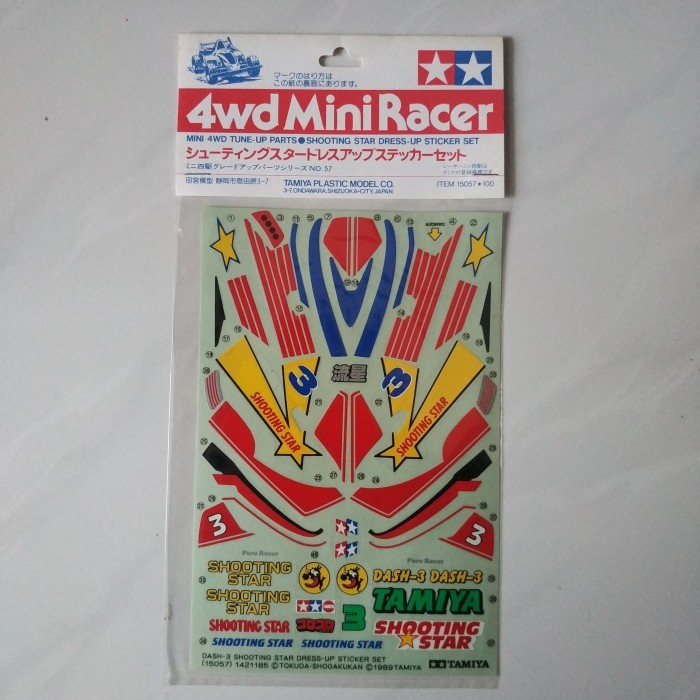 マークのはり方は
この紙の裏面にあります。
4wd Mini Racer
MINI 4WD TUNE-UP PARTS●SHOOTING STAR DRESS-UP STICKER SET
シューティングスタードレスアップステッカーセット
ミニ四駆グレードアップパーツシリーズ NO.57
田宮模型 静岡市恩田原3-7
TAMIYA PLASTIC MODEL CO.
3-7, ONDAWARA, SHIZUOKA-CITY, JAPAN.
ITEM 15057★100
DANGER
3
3
流星
SHOOTING STAR
SHOOTING STAR
3
3
Pure Racer
Pure Racer
SHOOTING
STAR
DASH-3 DASH-3
SHOOTING
STAR
TAMIYA
3
SHOOTING STAR
コロコロ
SHOOTING
STAR
SHOOTING STAR
SHOOTING STAR
DASH-3 SHOOTING STAR DRESS-UP STICKER SET
(15057) 1421185 ©TOKUDA•SHOGAKUKAN ©1989 TAMIYA
TAMIYA